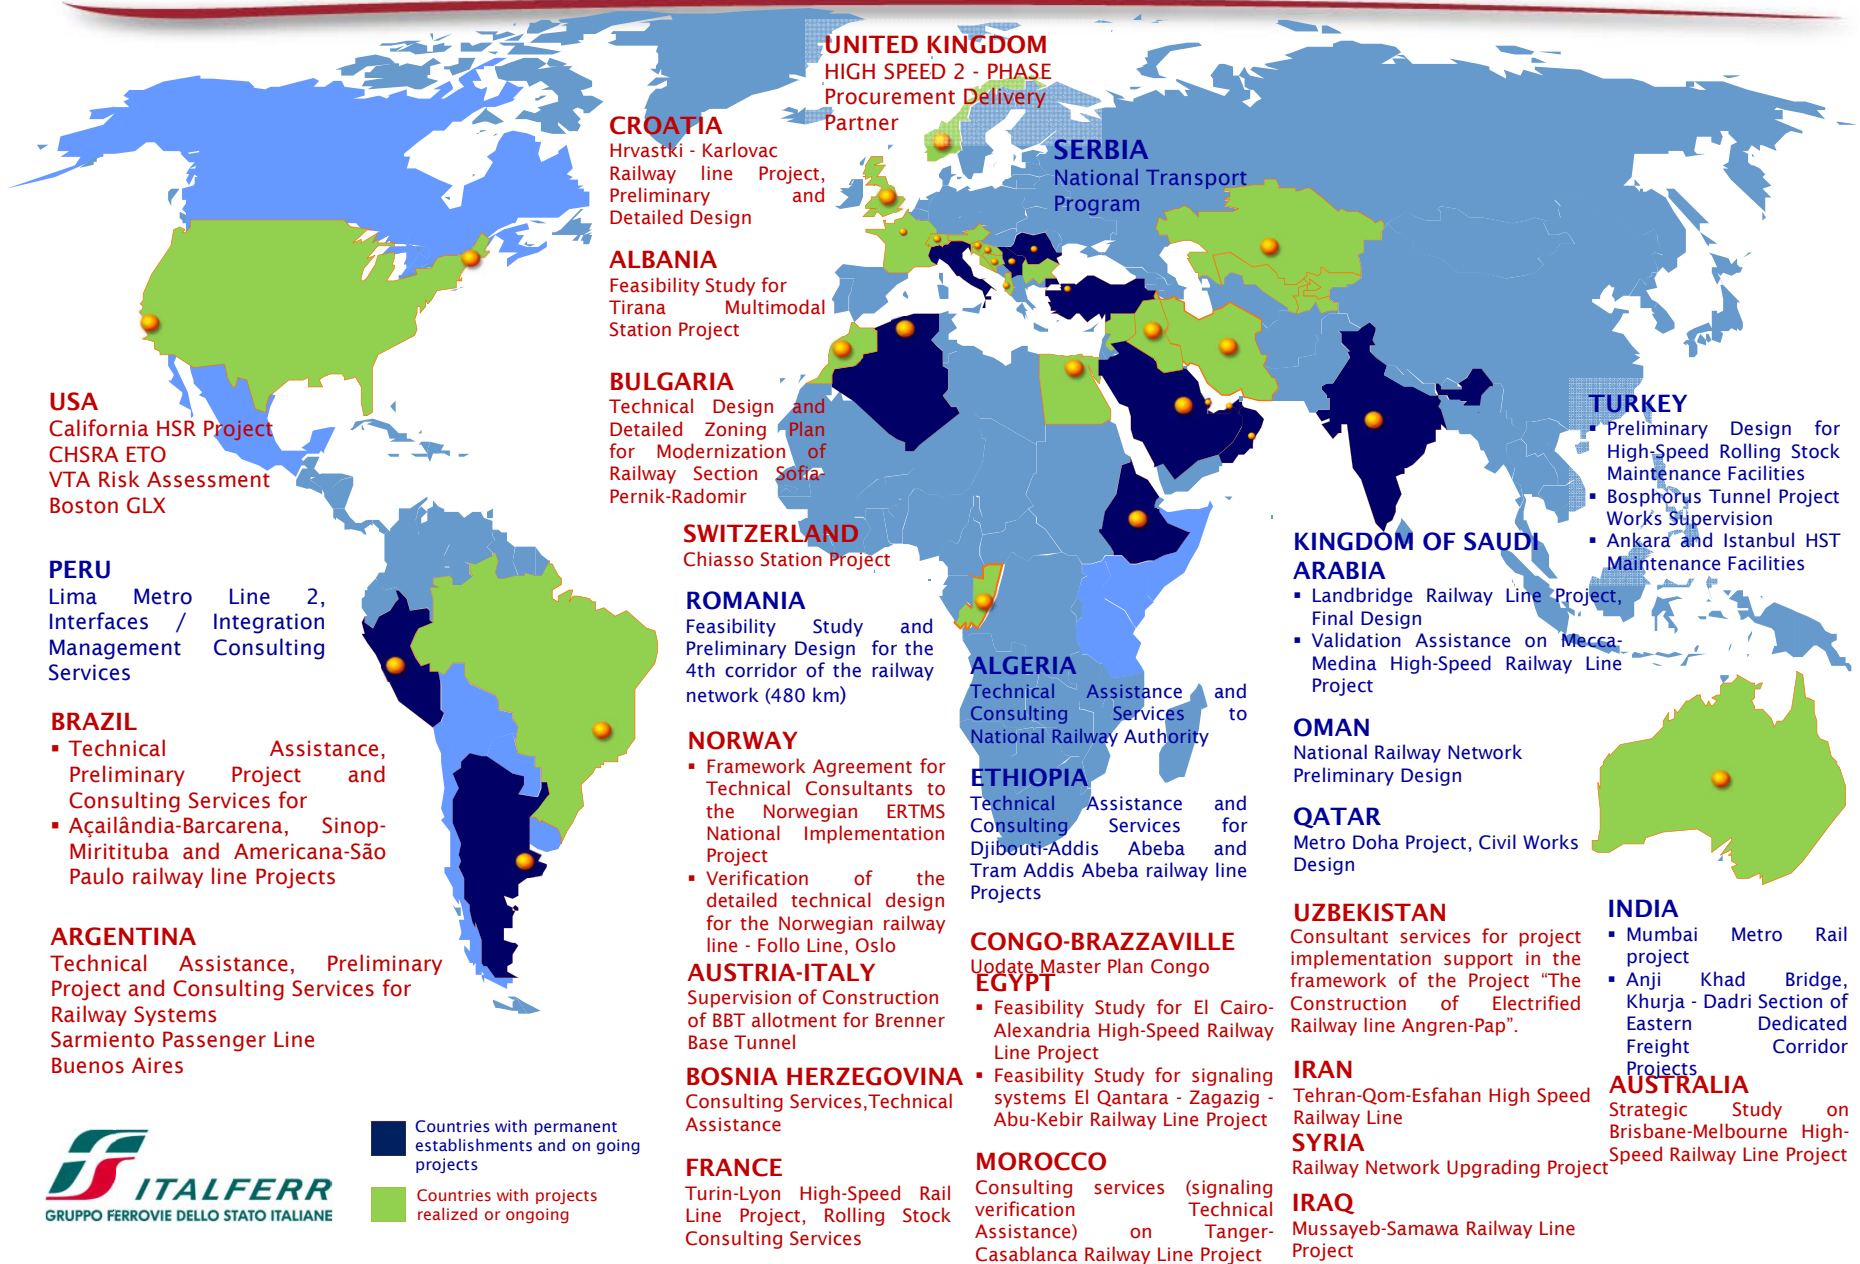 UNITED KINGDOM
HIGH SPEED 2 - PHASE
Procurement Delivery
Partner
CROATIA
Hrvastki - Karlovac
Railway line Project,
Preliminary and
Detailed Design
SERBIA
National Transport
Program
ALBANIA
Feasibility Study for
Tirana Multimodal
Station Project
BULGARIA
Technical Design and
Detailed Zoning Plan
for Modernization of
Railway Section Sofia-
Pernik-Radomir
USA
California HSR Project
CHSRA ETO
VTA Risk Assessment
Boston GLX
TURKEY
▪ Preliminary Design for
High-Speed Rolling Stock
Maintenance Facilities
▪ Bosphorus Tunnel Project
Works Supervision
▪ Ankara and Istanbul HST
Maintenance Facilities
SWITZERLAND
Chiasso Station Project
KINGDOM OF SAUDI
ARABIA
▪ Landbridge Railway Line Project,
Final Design
▪ Validation Assistance on Mecca-
Medina High-Speed Railway Line
Project
PERU
Lima Metro Line 2,
Interfaces / Integration
Management Consulting
Services
ROMANIA
Feasibility Study and
Preliminary Design for the
4th corridor of the railway
network (480 km)
ALGERIA
Technical Assistance and
Consulting Services to
National Railway Authority
BRAZIL
▪ Technical Assistance,
Preliminary Project and
Consulting Services for
▪ Açailândia-Barcarena, Sinop-
Miritituba and Americana-São
Paulo railway line Projects
NORWAY
▪ Framework Agreement for
Technical Consultants to
the Norwegian ERTMS
National Implementation
Project
▪ Verification of the
detailed technical design
for the Norwegian railway
line - Follo Line, Oslo
ETHIOPIA
Technical Assistance and
Consulting Services for
Djibouti-Addis Abeba and
Tram Addis Abeba railway line
Projects
OMAN
National Railway Network
Preliminary Design
QATAR
Metro Doha Project, Civil Works
Design
ARGENTINA
Technical Assistance, Preliminary
Project and Consulting Services for
Railway Systems
Sarmiento Passenger Line
Buenos Aires
AUSTRIA-ITALY
Supervision of Construction
of BBT allotment for Brenner
Base Tunnel
CONGO-BRAZZAVILLE
Uodate Master Plan Congo
EGYPT
▪ Feasibility Study for El Cairo-
Alexandria High-Speed Railway
Line Project
▪ Feasibility Study for signaling
systems El Qantara - Zagazig -
Abu-Kebir Railway Line Project
UZBEKISTAN
Consultant services for project
implementation support in the
framework of the Project “The
Construction of Electrified
Railway line Angren-Pap”.
INDIA
▪ Mumbai Metro Rail
project
▪ Anji Khad Bridge,
Khurja - Dadri Section of
Eastern Dedicated
Freight Corridor
Projects
BOSNIA HERZEGOVINA
Consulting Services,Technical
Assistance
IRAN
Tehran-Qom-Esfahan High Speed
Railway Line
AUSTRALIA
Strategic Study on
Brisbane-Melbourne High-
Speed Railway Line Project
SYRIA
Railway Network Upgrading Project
FRANCE
Turin-Lyon High-Speed Rail
Line Project, Rolling Stock
Consulting Services
MOROCCO
Consulting services (signaling
verification Technical
Assistance) on Tanger-
Casablanca Railway Line Project
IRAQ
Mussayeb-Samawa Railway Line
Project
Countries with permanent
establishments and on going
projects
Countries with projects
realized or ongoing
ITALFERR
GRUPPO FERROVIE DELLO STATO ITALIANE